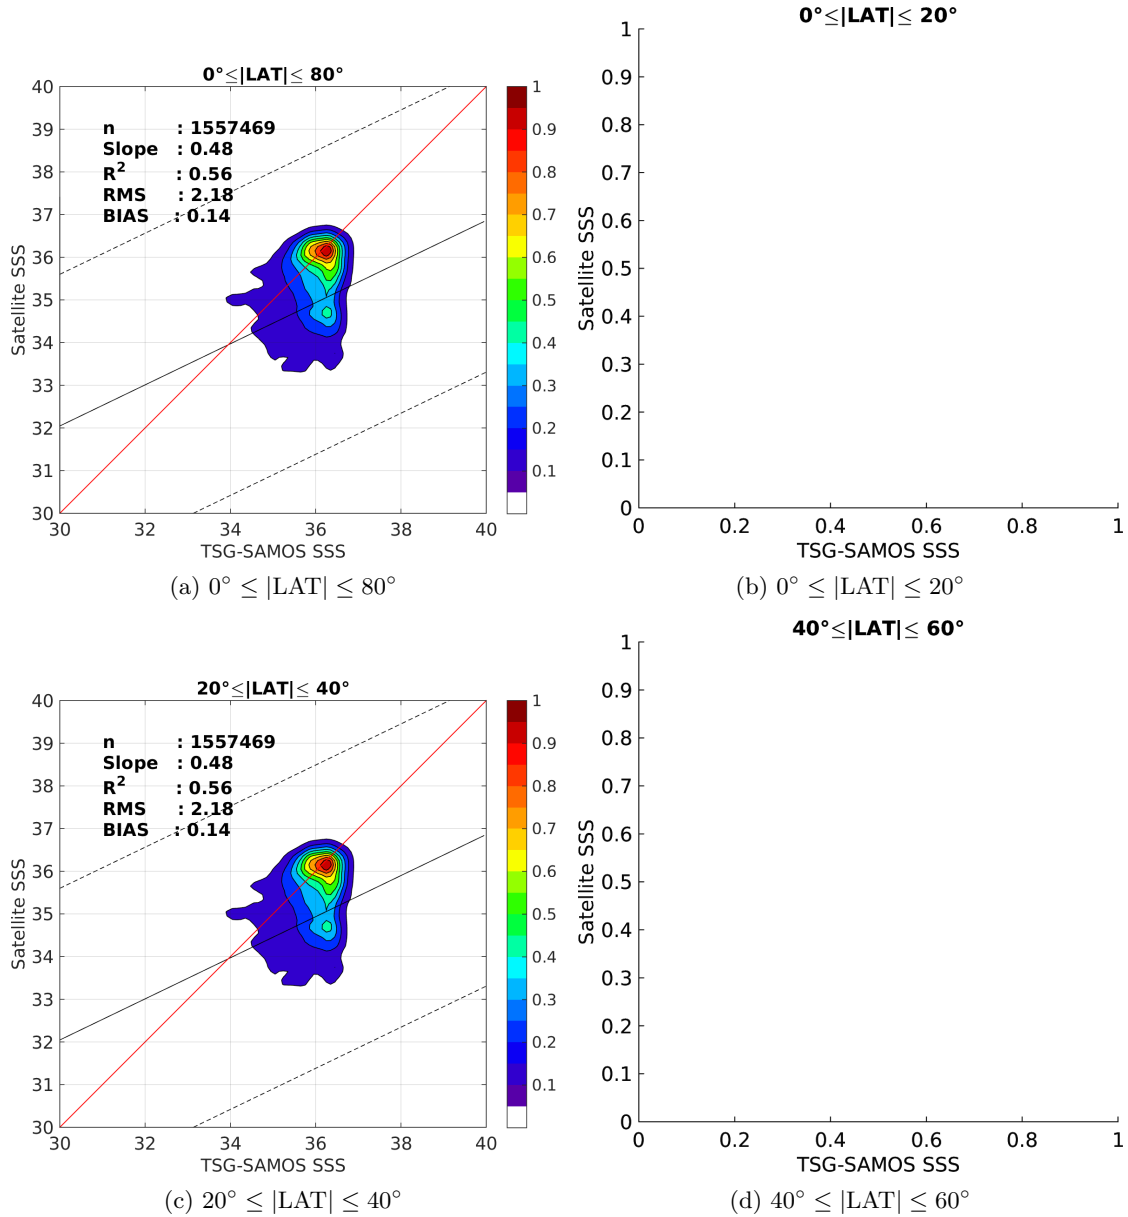 0°≤|LAT|≤ 80°
40
39
38
37
36
35
34
33
32
31
30
Satellite SSS
n : 1557469
Slope : 0.48
R² : 0.56
RMS : 2.18
BIAS : 0.14
1
0.9
0.8
0.7
0.6
0.5
0.4
0.3
0.2
0.1
30 32 34 36 38 40
TSG-SAMOS SSS
(a) 0° ≤ |LAT| ≤ 80°
0°≤|LAT|≤ 20°
1
0.9
0.8
0.7
0.6
0.5
0.4
0.3
0.2
0.1
0
Satellite SSS
0 0.2 0.4 0.6 0.8 1
TSG-SAMOS SSS
(b) 0° ≤ |LAT| ≤ 20°
20°≤|LAT|≤ 40°
40
39
38
37
36
35
34
33
32
31
30
Satellite SSS
n : 1557469
Slope : 0.48
R² : 0.56
RMS : 2.18
BIAS : 0.14
1
0.9
0.8
0.7
0.6
0.5
0.4
0.3
0.2
0.1
30 32 34 36 38 40
TSG-SAMOS SSS
(c) 20° ≤ |LAT| ≤ 40°
40°≤|LAT|≤ 60°
1
0.9
0.8
0.7
0.6
0.5
0.4
0.3
0.2
0.1
0
Satellite SSS
0 0.2 0.4 0.6 0.8 1
TSG-SAMOS SSS
(d) 40° ≤ |LAT| ≤ 60°